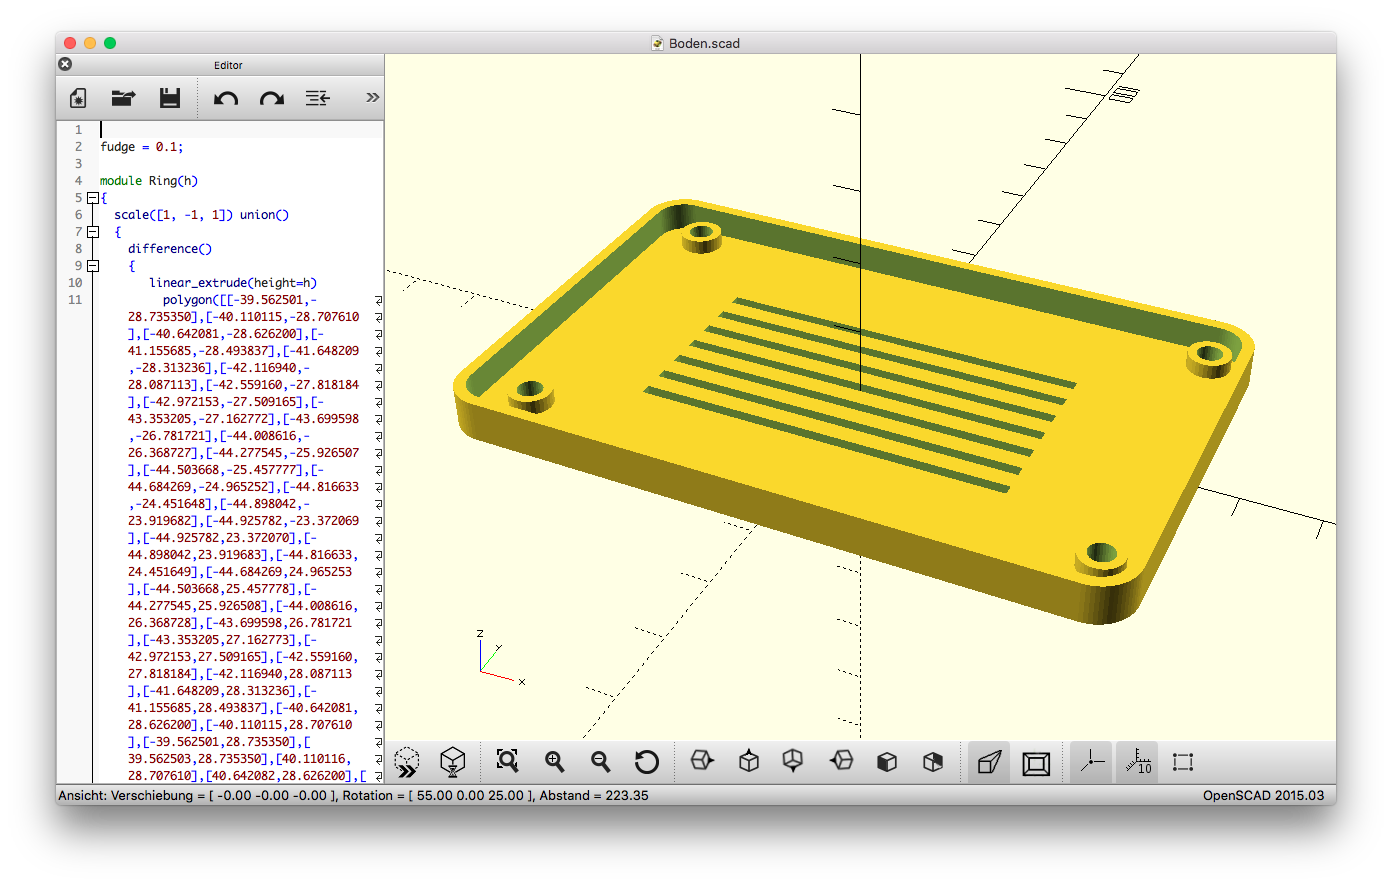 Boden.scad
Editor
1
2 fudge = 0.1;
3
4 module Ring(h)
5 {
6 scale([1, -1, 1]) union()
7 {
8 difference()
9 {
10 linear_extrude(height=h)
11 polygon([[-39.562501,-
28.735350],[-40.110115,-28.707610
],[-40.642081,-28.626200],[-
41.155685,-28.493837],[-41.648209
,-28.313236],[-42.116940,-
28.087113],[-42.559160,-27.818184
],[-42.972153,-27.509165],[-
43.353205,-27.162772],[-43.699598
,-26.781721],[-44.008616,-
26.368727],[-44.277545,-25.926507
],[-44.503668,-25.457777],[-
44.684269,-24.965252],[-44.816633
,-24.451648],[-44.898042,-
23.919682],[-44.925782,-23.372069
],[-44.925782,23.372070],[-
44.898042,23.919683],[-44.816633,
24.451649],[-44.684269,24.965253
],[-44.503668,25.457778],[-
44.277545,25.926508],[-44.008616,
26.368728],[-43.699598,26.781721
],[-43.353205,27.162773],[-
42.972153,27.509165],[-42.559160,
27.818184],[-42.116940,28.087113
],[-41.648209,28.313236],[-
41.155685,28.493837],[-40.642081,
28.626200],[-40.110115,28.707610
],[-39.562501,28.735350],[
39.562503,28.735350],[40.110116,
28.707610],[40.642082,28.626200],[
z
y
x
10
Ansicht: Verschiebung = [ -0.00 -0.00 -0.00 ], Rotation = [ 55.00 0.00 25.00 ], Abstand = 223.35
OpenSCAD 2015.03